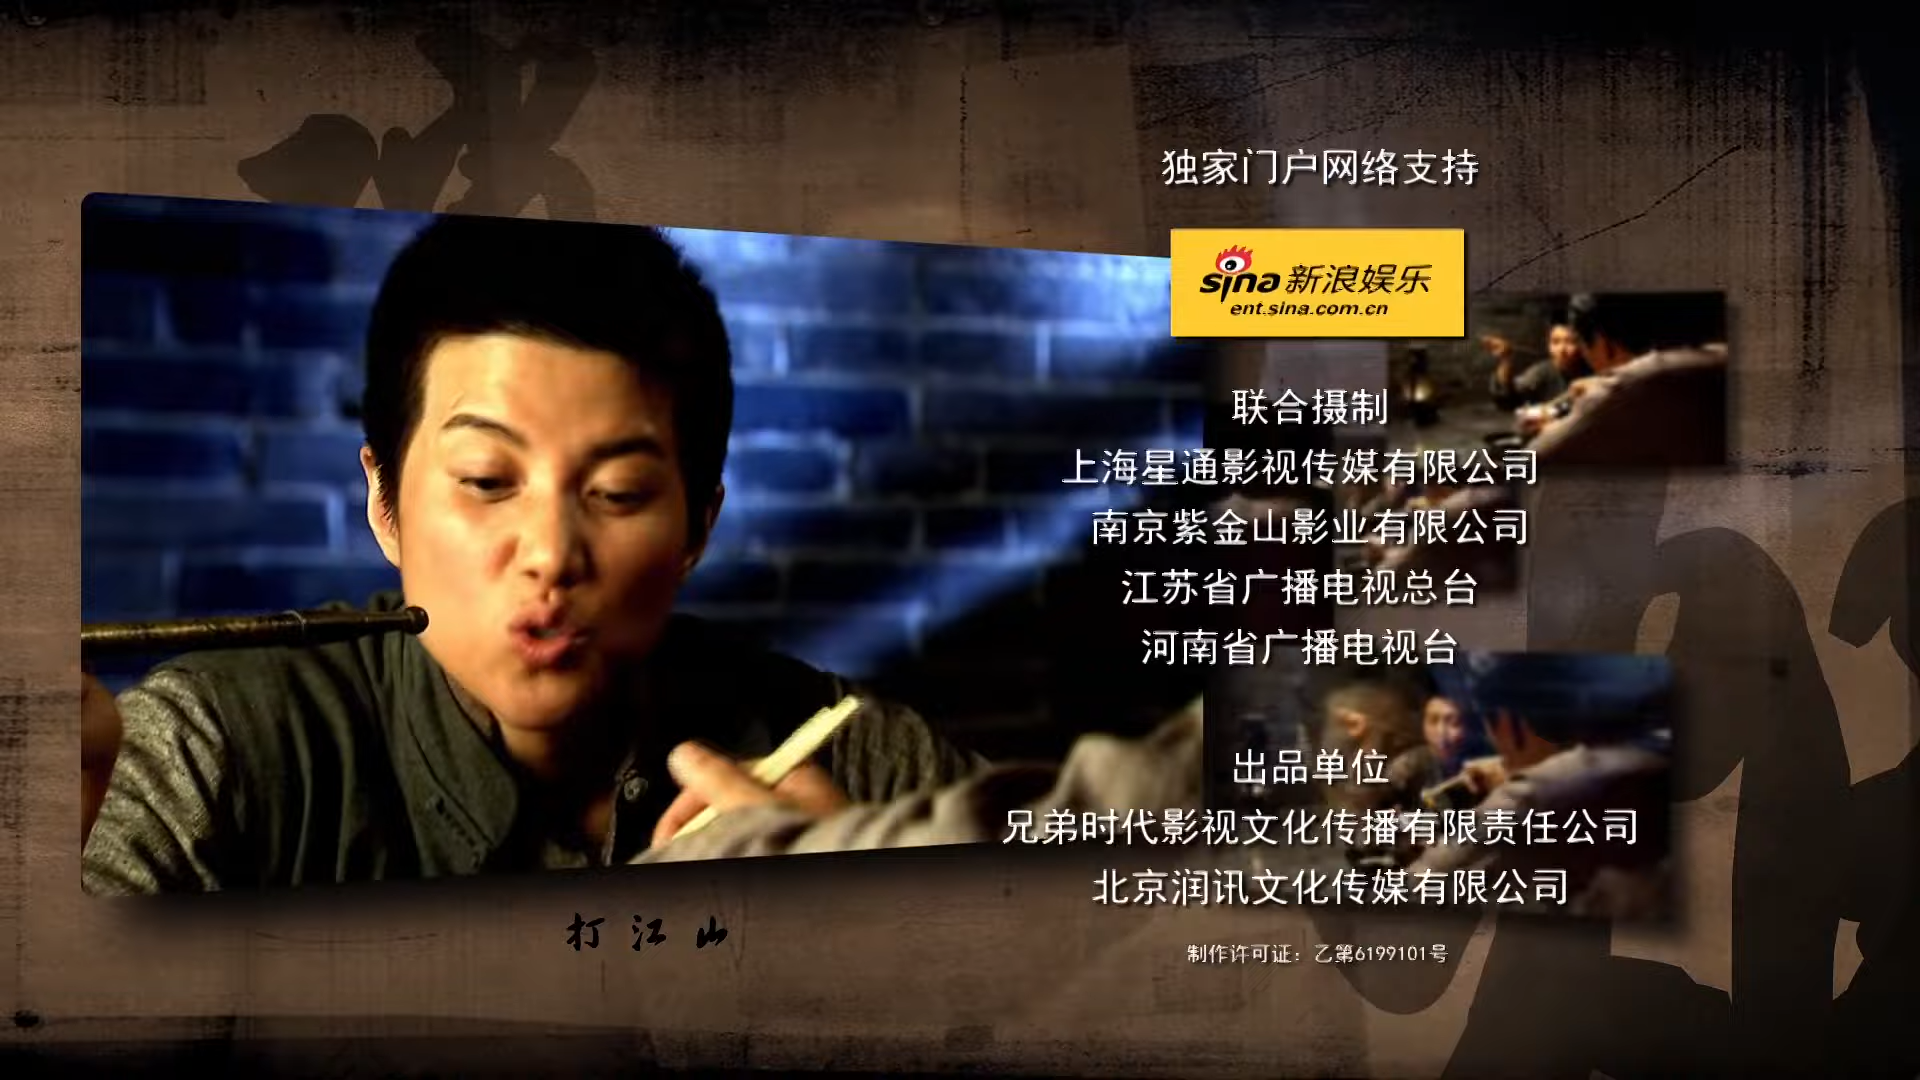 独家门户网络支持
sina新浪娱乐
ent.sina.com.cn
联合摄制
上海星通影视传媒有限公司
南京紫金山影业有限公司
江苏省广播电视总台
河南省广播电视台
出品单位
兄弟时代影视文化传播有限责任公司
北京润讯文化传媒有限公司
制作许可证：乙第6199101号
打江山